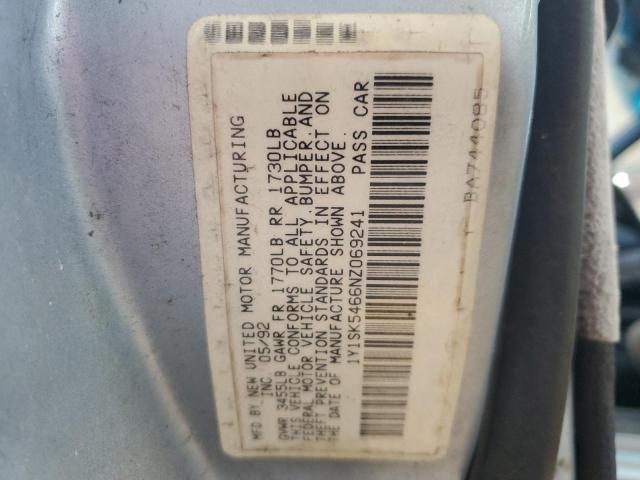 MFD BY NEW UNITED MOTOR MANUFACTURING
INC. 05/92
GVWR 3455LB GAWR FR 1770LB RR 1730LB
THIS VEHICLE CONFORMS TO ALL APPLICABLE
FEDERAL MOTOR VEHICLE SAFETY, BUMPER, AND
THEFT PREVENTION STANDARDS IN EFFECT ON
THE DATE OF MANUFACTURE SHOWN ABOVE.
1Y1SK5466NZ069241 PASS CAR
BA744085